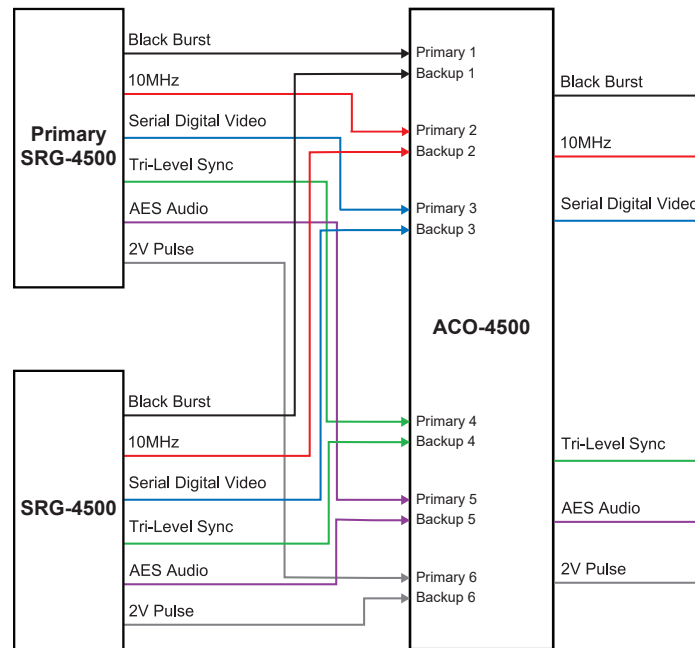 Black Burst
10MHz
Serial Digital Video
Tri-Level Sync
AES Audio
2V Pulse
Primary
SRG-4500
Black Burst
10MHz
Serial Digital Video
Tri-Level Sync
AES Audio
2V Pulse
SRG-4500
Primary 1
Backup 1
Primary 2
Backup 2
Primary 3
Backup 3
ACO-4500
Primary 4
Backup 4
Primary 5
Backup 5
Primary 6
Backup 6
Black Burst
10MHz
Serial Digital Video
Tri-Level Sync
AES Audio
2V Pulse